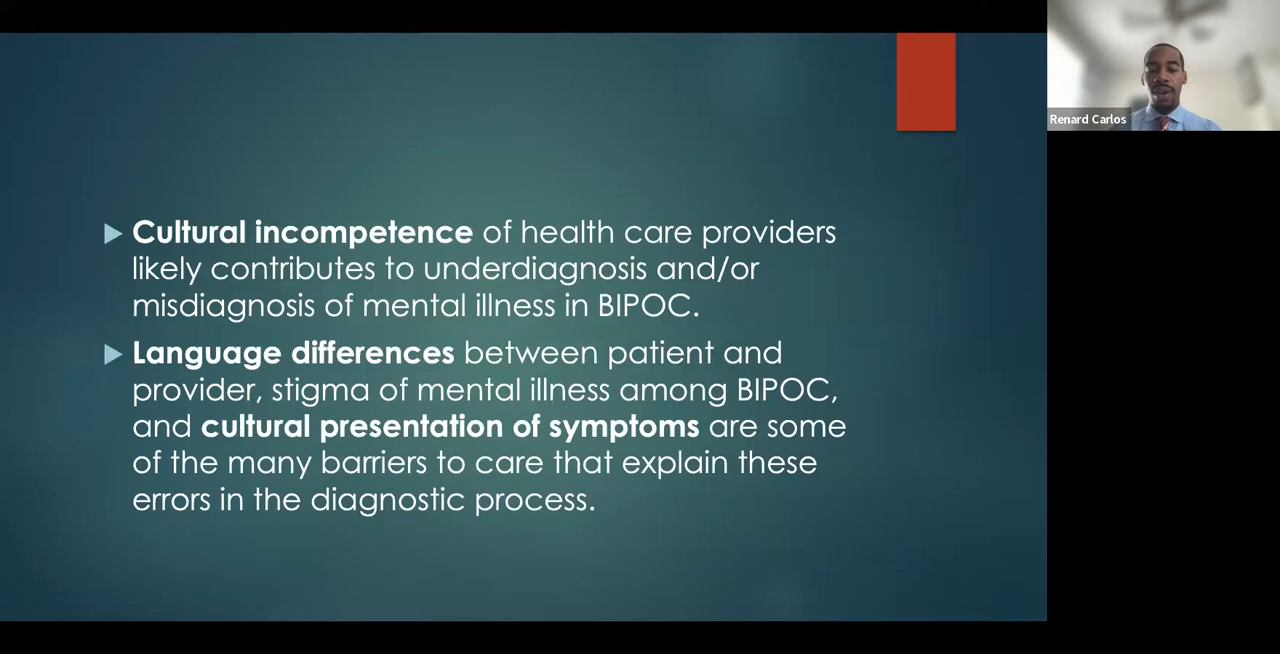 Cultural incompetence of health care providers
likely contributes to underdiagnosis and/or
misdiagnosis of mental illness in BIPOC.
Language differences between patient and
provider, stigma of mental illness among BIPOC,
and cultural presentation of symptoms are some
of the many barriers to care that explain these
errors in the diagnostic process.
Renard Carlos